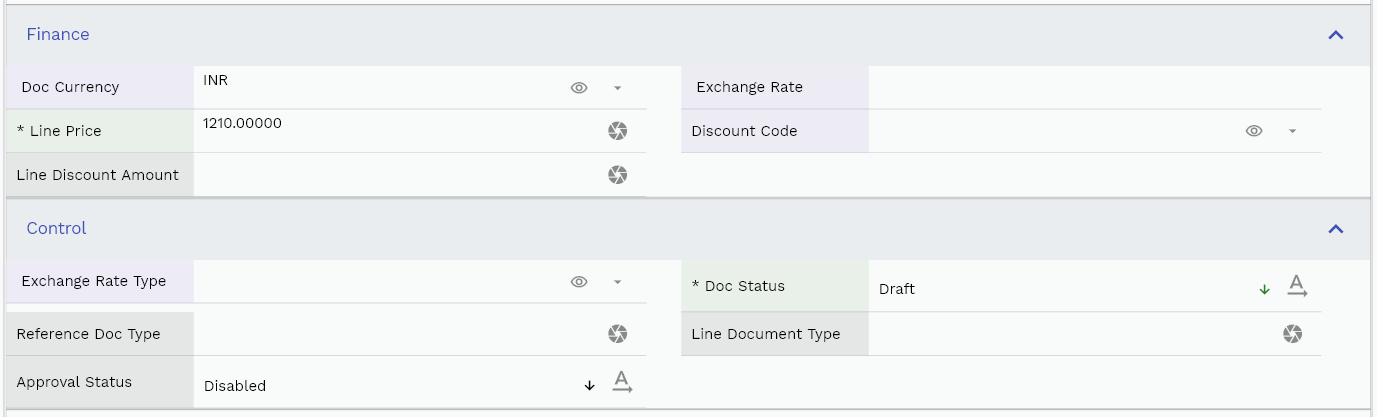 Finance
Doc Currency INR Exchange Rate
* Line Price 1210.00000 Discount Code
Line Discount Amount
Control
Exchange Rate Type * Doc Status Draft
Reference Doc Type Line Document Type
Approval Status Disabled